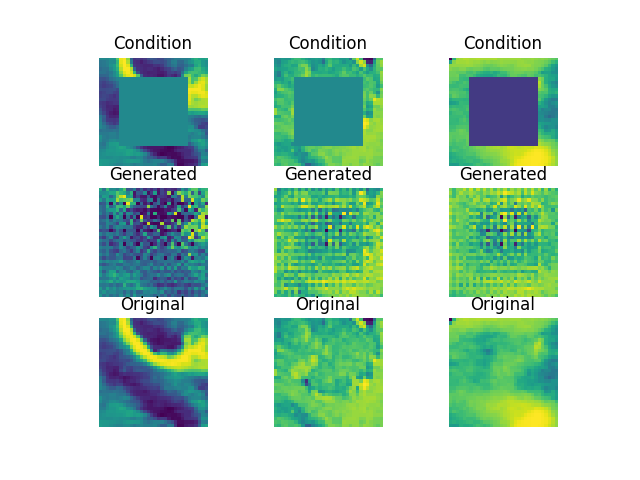 Condition Condition Condition
Generated Generated Generated
Original Original Original